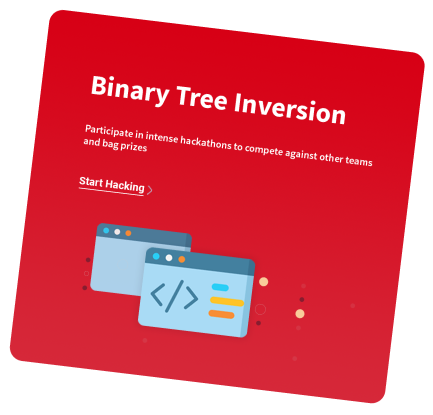 Binary Tree Inversion
Participate in intense hackathons to compete against other teams
and bag prizes
Start Hacking
</>